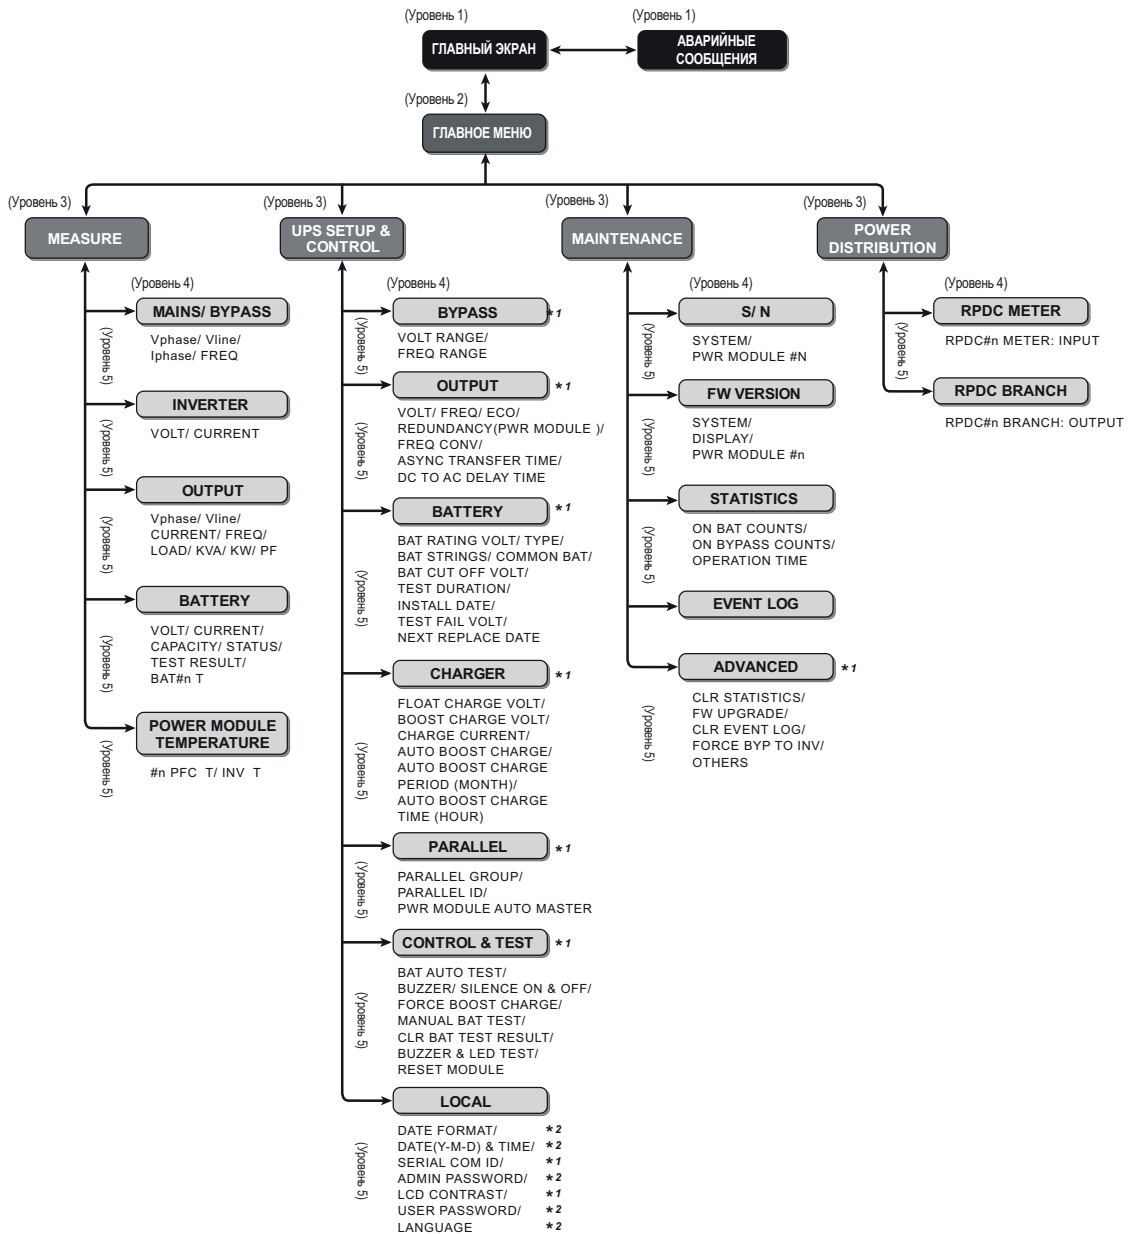 (Уровень 1)
(Уровень 1)
ГЛАВНЫЙ ЭКРАН
АВАРИЙНЫЕ
СООБЩЕНИЯ
(Уровень 2)
ГЛАВНОЕ МЕНЮ
(Уровень 3)
MEASURE
(Уровень 4)
MAINS/ BYPASS
(Уровень 5)
Vphase/ Vline/
Iphase/ FREQ
INVERTER
(Уровень 5)
VOLT/ CURRENT
OUTPUT
(Уровень 5)
Vphase/ Vline/
CURRENT/ FREQ/
LOAD/ KVA/ KW/ PF
BATTERY
(Уровень 5)
VOLT/ CURRENT/
CAPACITY/ STATUS/
TEST RESULT/
BAT#n T
POWER MODULE
TEMPERATURE
(Уровень 5)
#n PFC T/ INV T
(Уровень 3)
UPS SETUP &
CONTROL
(Уровень 4)
BYPASS *1
(Уровень 5)
VOLT RANGE/
FREQ RANGE
OUTPUT *1
(Уровень 5)
VOLT/ FREQ/ ECO/
REDUNDANCY(PWR MODULE )/
FREQ CONV/
ASYNC TRANSFER TIME/
DC TO AC DELAY TIME
BATTERY *1
(Уровень 5)
BAT RATING VOLT/ TYPE/
BAT STRINGS/ COMMON BAT/
BAT CUT OFF VOLT/
TEST DURATION/
INSTALL DATE/
TEST FAIL VOLT/
NEXT REPLACE DATE
CHARGER *1
(Уровень 5)
FLOAT CHARGE VOLT/
BOOST CHARGE VOLT/
CHARGE CURRENT/
AUTO BOOST CHARGE/
AUTO BOOST CHARGE
PERIOD (MONTH)/
AUTO BOOST CHARGE
TIME (HOUR)
PARALLEL *1
(Уровень 5)
PARALLEL GROUP/
PARALLEL ID/
PWR MODULE AUTO MASTER
CONTROL & TEST *1
(Уровень 5)
BAT AUTO TEST/
BUZZER/ SILENCE ON & OFF/
FORCE BOOST CHARGE/
MANUAL BAT TEST/
CLR BAT TEST RESULT/
BUZZER & LED TEST/
RESET MODULE
LOCAL
(Уровень 5)
DATE FORMAT/ *2
DATE(Y-M-D) & TIME/ *2
SERIAL COM ID/ *1
ADMIN PASSWORD/ *2
LCD CONTRAST/ *1
USER PASSWORD/ *2
LANGUAGE *2
(Уровень 3)
MAINTENANCE
(Уровень 4)
S/ N
(Уровень 5)
SYSTEM/
PWR MODULE #N
FW VERSION
(Уровень 5)
SYSTEM/
DISPLAY/
PWR MODULE #n
STATISTICS
(Уровень 5)
ON BAT COUNTS/
ON BYPASS COUNTS/
OPERATION TIME
EVENT LOG
ADVANCED *1
(Уровень 5)
CLR STATISTICS/
FW UPGRADE/
CLR EVENT LOG/
FORCE BYP TO INV/
OTHERS
(Уровень 3)
POWER
DISTRIBUTION
(Уровень 4)
RPDC METER
(Уровень 5)
RPDC#n METER: INPUT
RPDC BRANCH
RPDC#n BRANCH: OUTPUT